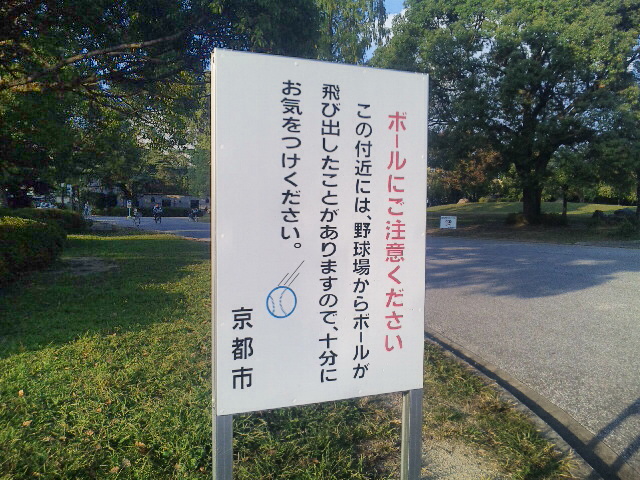 ボールにご注意ください
この付近には、野球場からボールが
飛び出したことがありますので、十分に
お気をつけください。
京都市